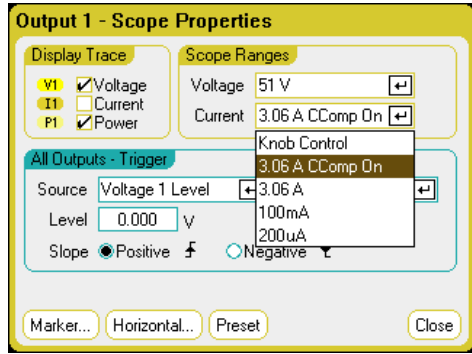 Output 1 - Scope Properties
Display Trace
V1 Voltage
I1 Current
P1 Power
Scope Ranges
Voltage 51 V
Current 3.06 A CComp On
Knob Control
3.06 A CComp On
3.06 A
100mA
200uA
All Outputs - Trigger
Source Voltage 1 Level
Level 0.000 V
Slope Positive Negative
Marker... Horizontal... Preset Close